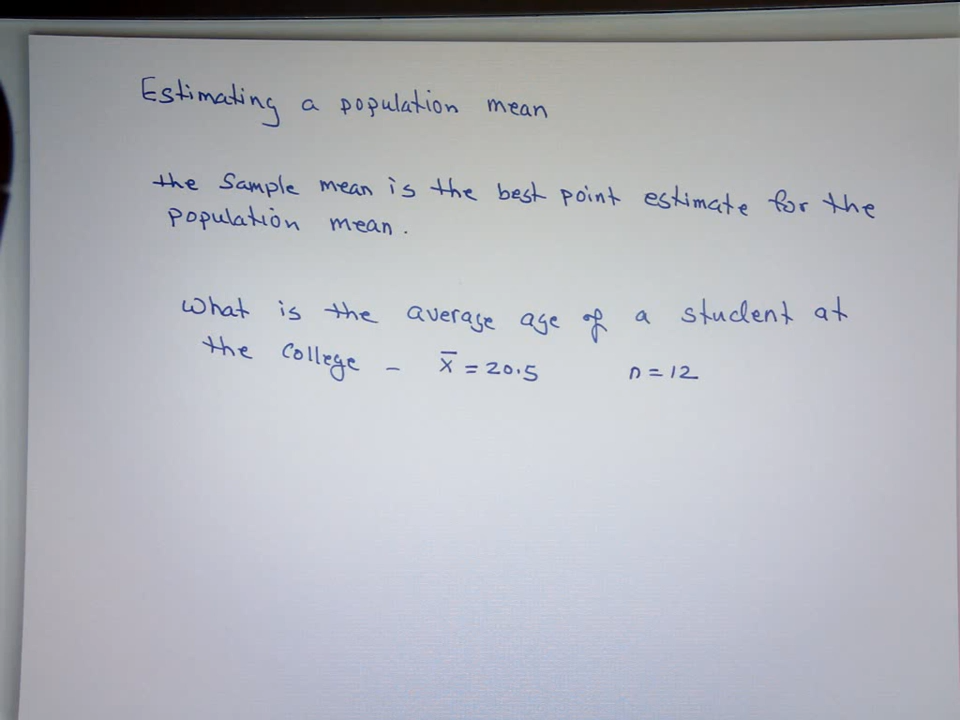 Estimating a population mean
the Sample mean is the best point estimate for the
population mean.
What is the average age of a student at
the College - x̄ = 20.5 n = 12